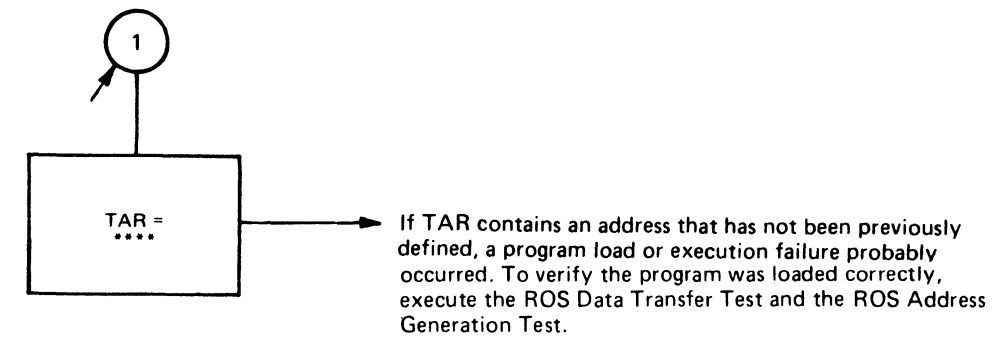 1
TAR =
****
If TAR contains an address that has not been previously
defined, a program load or execution failure probably
occurred. To verify the program was loaded correctly,
execute the ROS Data Transfer Test and the ROS Address
Generation Test.